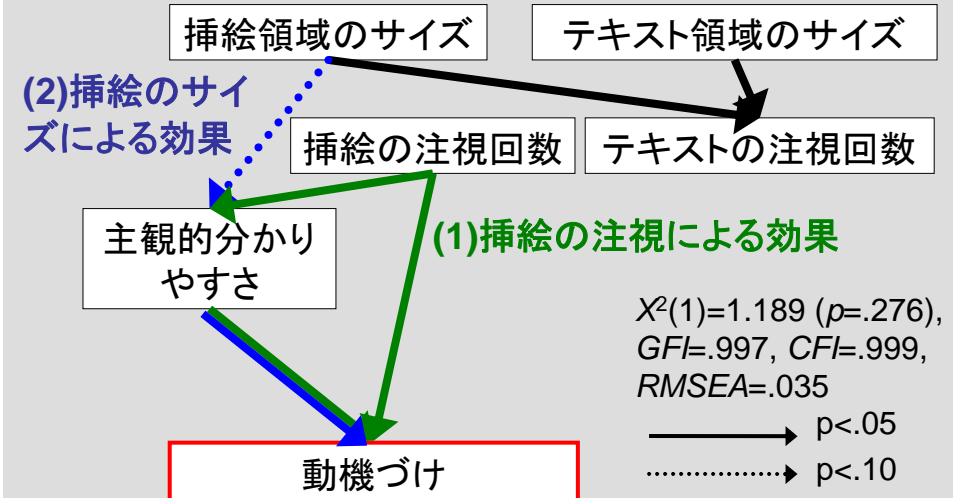 挿絵領域のサイズ
テキスト領域のサイズ
(2)挿絵のサイ
ズによる効果
挿絵の注視回数
テキストの注視回数
主観的分かり
やすさ
(1)挿絵の注視による効果
X²(1)=1.189 (p=.276),
GFI=.997, CFI=.999,
RMSEA=.035
p<.05
p<.10
動機づけ